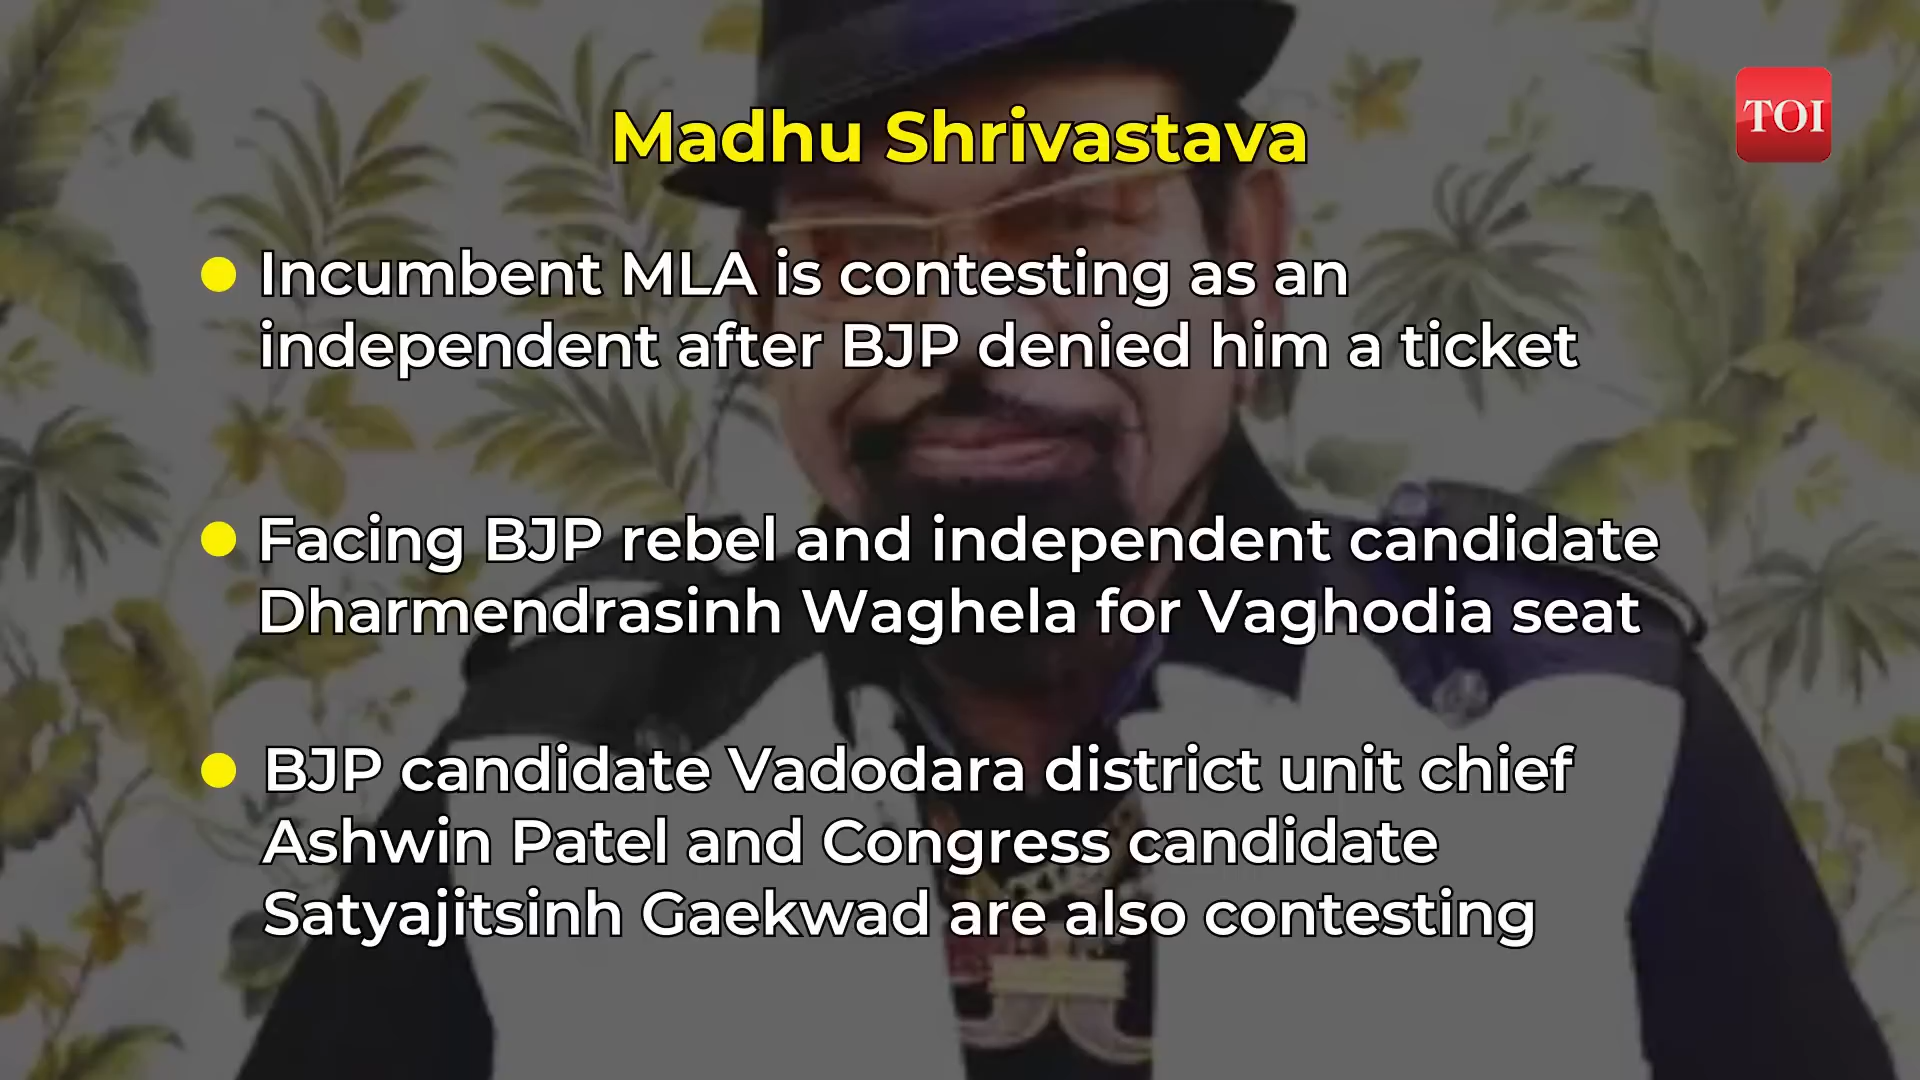 TOI
Madhu Shrivastava
Incumbent MLA is contesting as an
independent after BJP denied him a ticket
Facing BJP rebel and independent candidate
Dharmendrasinh Waghela for Vaghodia seat
BJP candidate Vadodara district unit chief
Ashwin Patel and Congress candidate
Satyajitsinh Gaekwad are also contesting